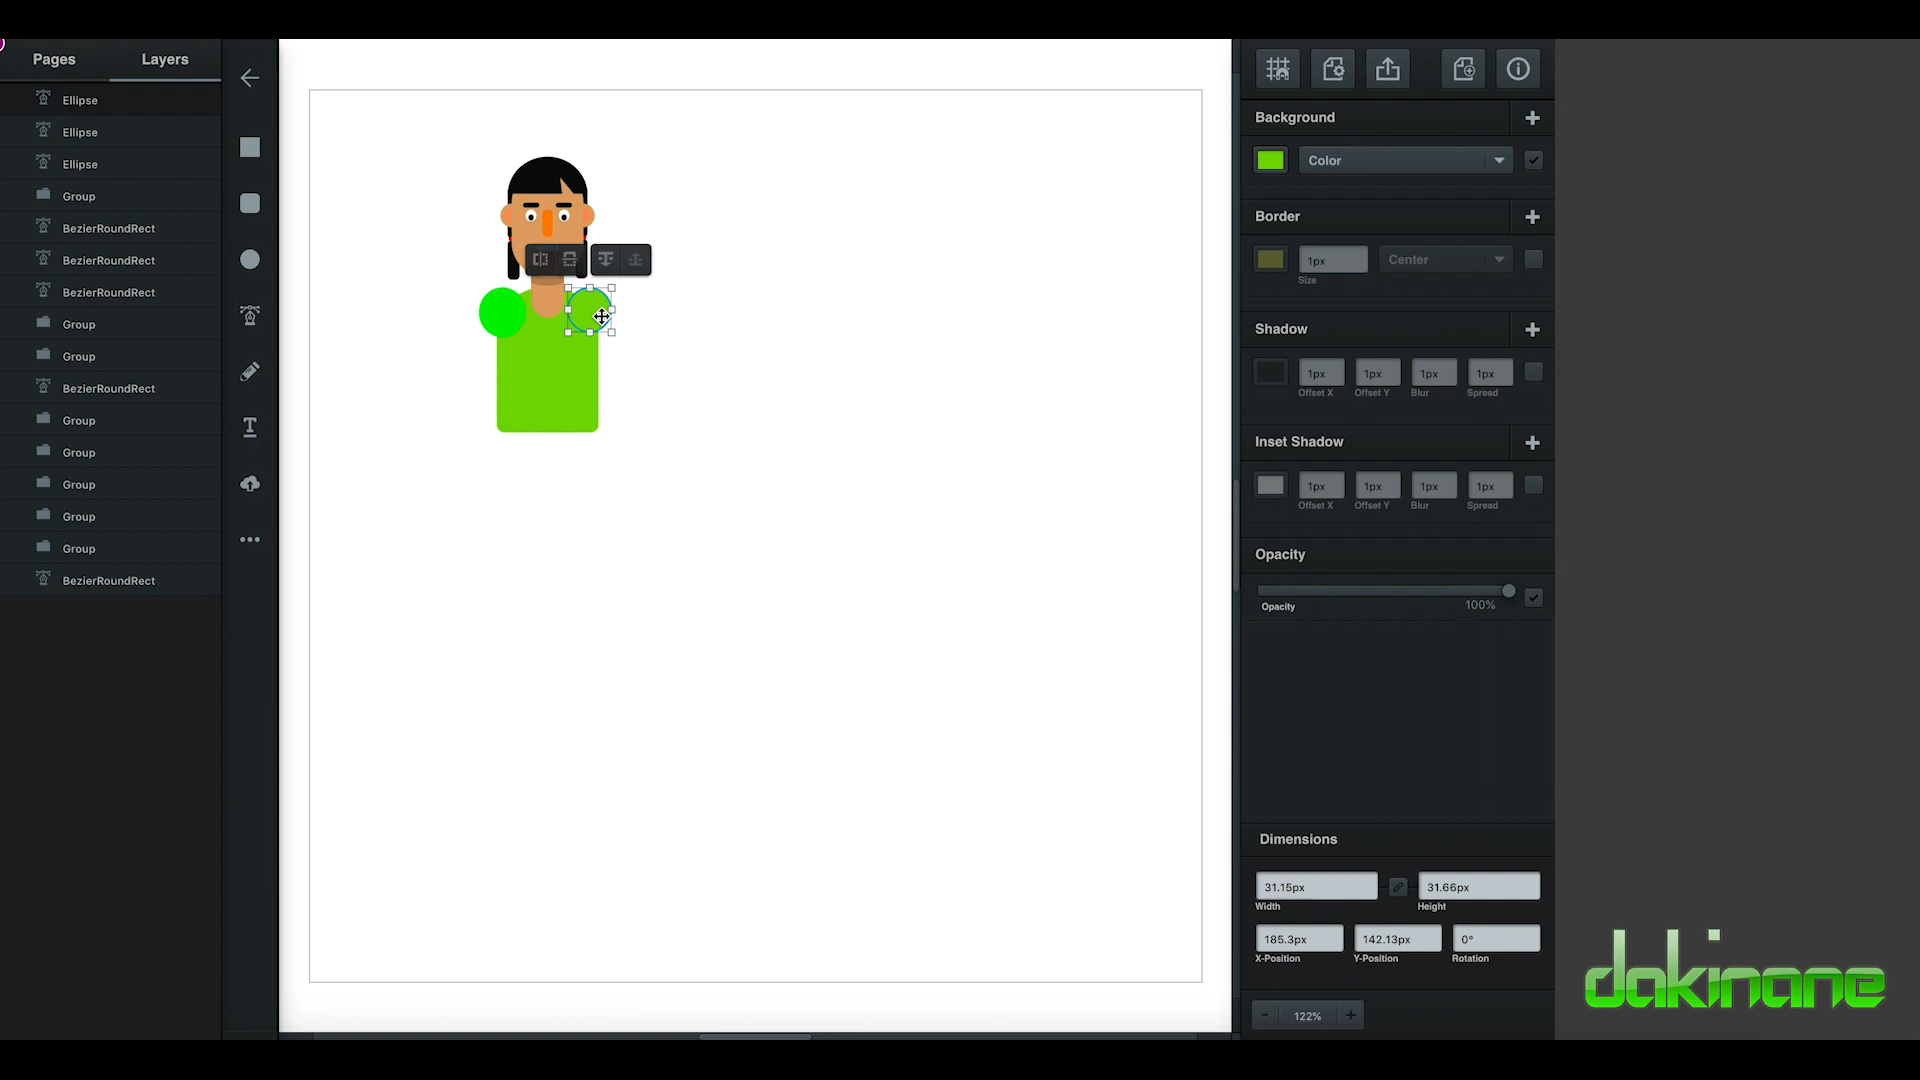 Pages Layers
Ellipse
Ellipse
Ellipse
Group
BezierRoundRect
BezierRoundRect
BezierRoundRect
Group
Group
BezierRoundRect
Group
Group
Group
Group
Group
BezierRoundRect
Background
Color
Border
1px Center
Size
Shadow
1px 1px 1px 1px
Offset X Offset Y Blur Spread
Inset Shadow
1px 1px 1px 1px
Offset X Offset Y Blur Spread
Opacity
Opacity 100%
Dimensions
31.15px 31.66px
Width Height
185.3px 142.13px 0°
X-Position Y-Position Rotation
- 122% +
dakinane